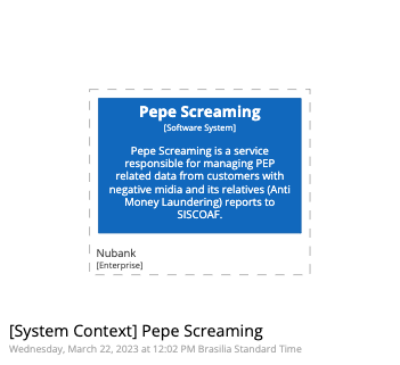 Pepe Screaming
[Software System]
Pepe Screaming is a service
responsible for managing PEP
related data from customers with
negative midia and its relatives (Anti
Money Laundering) reports to
SISCOAF.
Nubank
[Enterprise]
[System Context] Pepe Screaming
Wednesday, March 22, 2023 at 12:02 PM Brasilia Standard Time